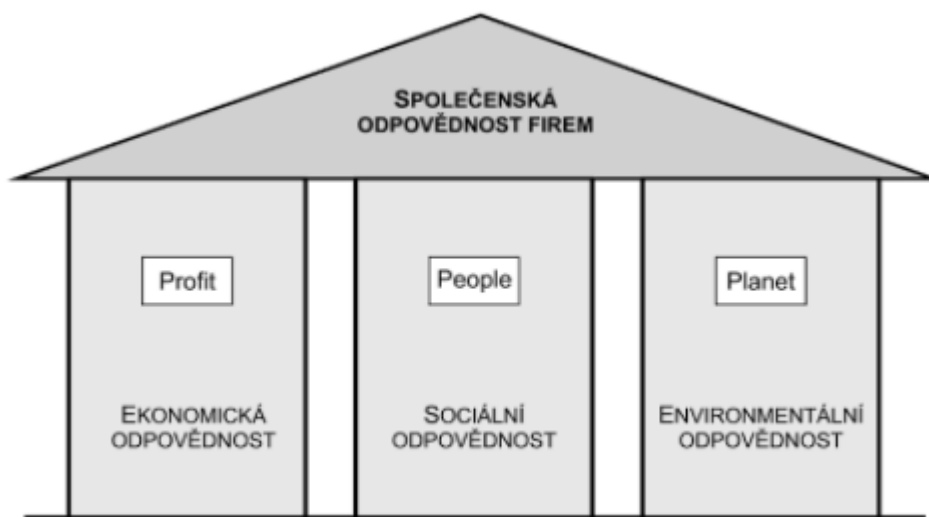 SPOLEČENSKÁ
ODPOVĚDNOST FIREM
Profit
People
Planet
EKONOMICKÁ
ODPOVĚDNOST
SOCIÁLNÍ
ODPOVĚDNOST
ENVIRONMENTÁLNÍ
ODPOVĚDNOST